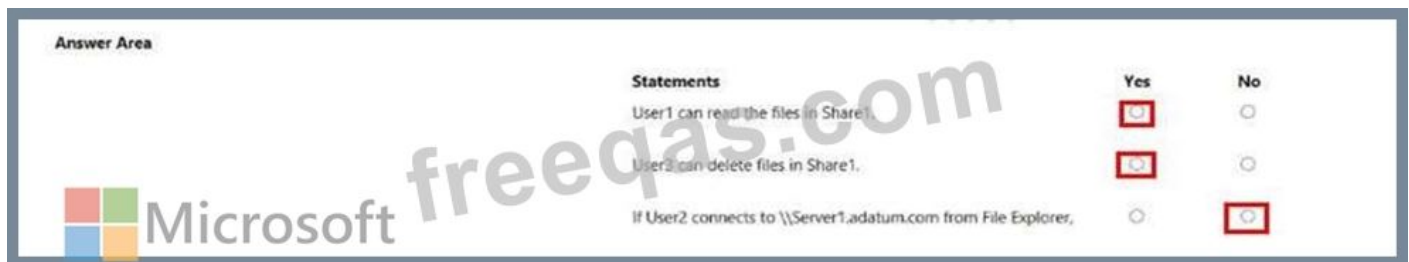 Answer Area
Statements Yes No
User1 can read the files in Share1.
User3 can delete files in Share1.
If User2 connects to \\Server1.adatum.com from File Explorer,
freeqas.com
Microsoft